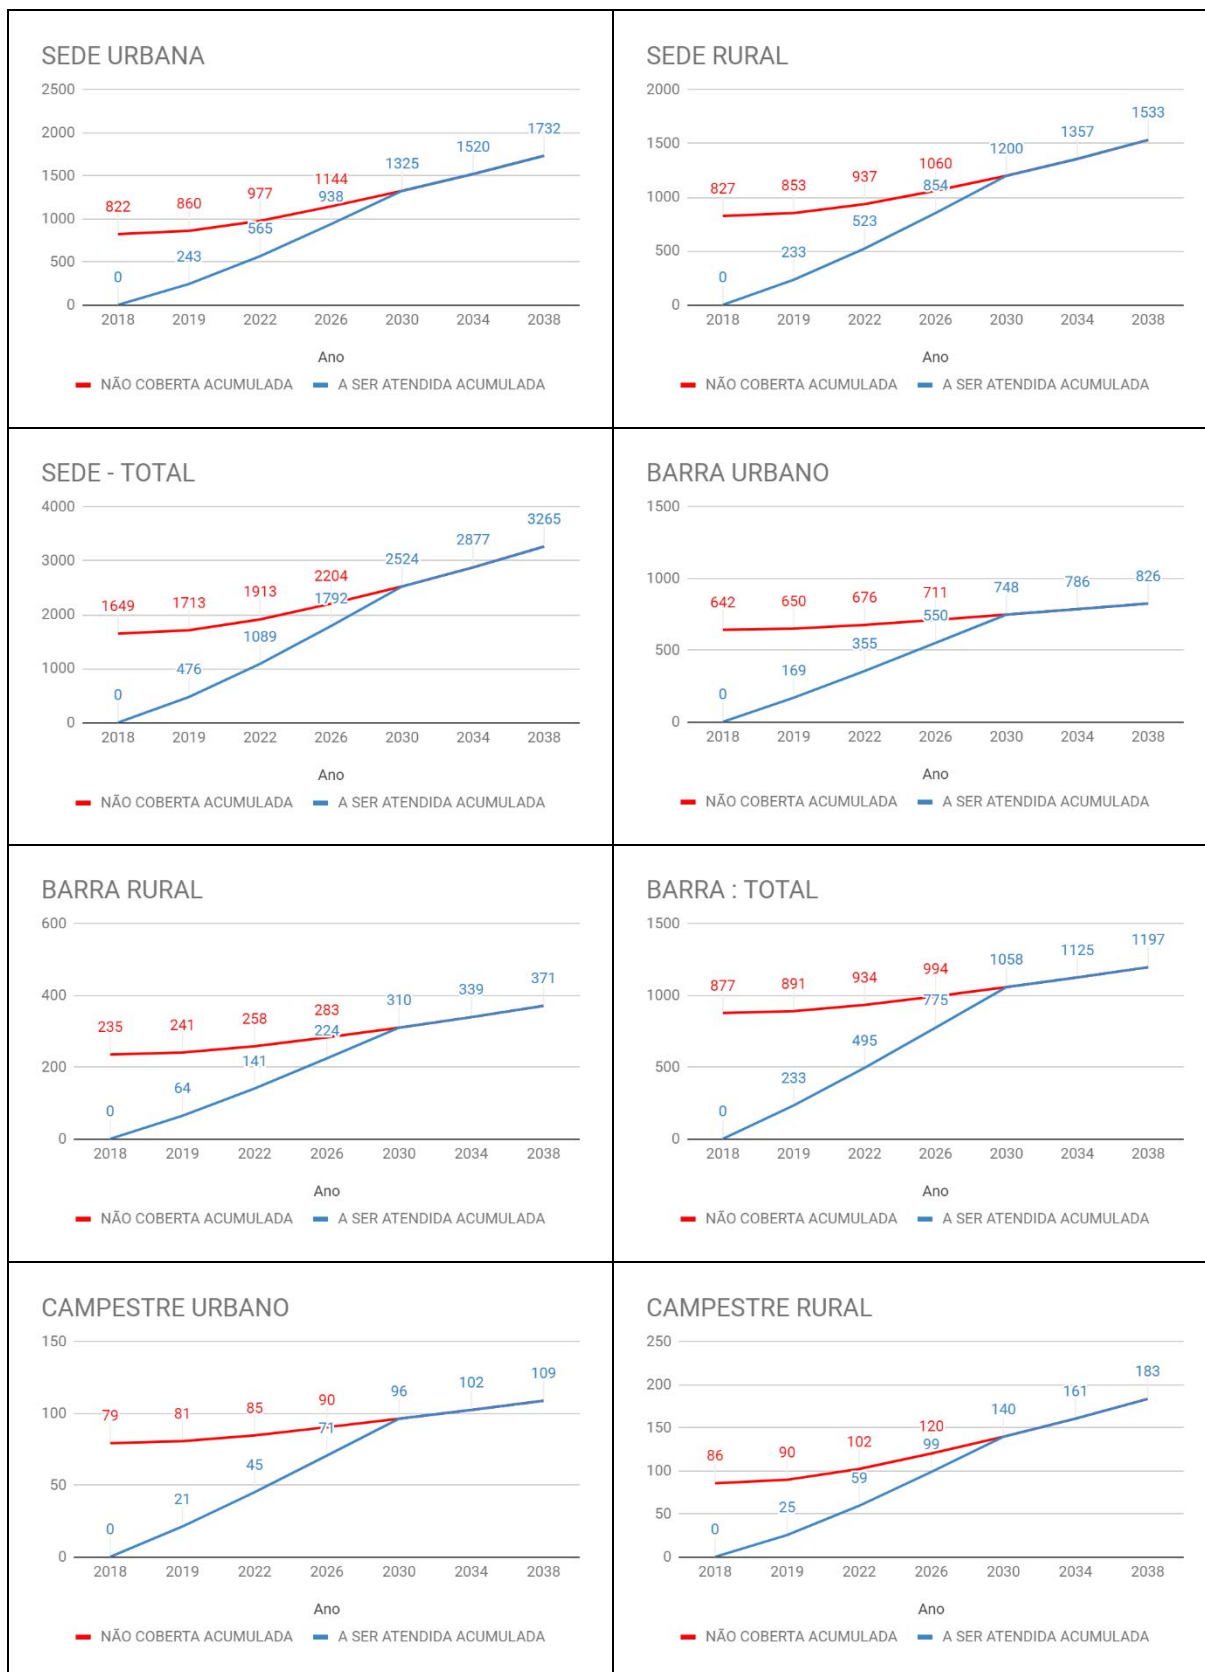 SEDE URBANA
2500
2000
1500
1000
500
0
822 860 977 1144 1325 1520 1732
0 243 565 938
2018 2019 2022 2026 2030 2034 2038
Ano
NÃO COBERTA ACUMULADA A SER ATENDIDA ACUMULADA
SEDE RURAL
2000
1500
1000
500
0
827 853 937 1060 1200 1357 1533
0 233 523 854
2018 2019 2022 2026 2030 2034 2038
Ano
NÃO COBERTA ACUMULADA A SER ATENDIDA ACUMULADA
SEDE - TOTAL
4000
3000
2000
1000
0
1649 1713 1913 2204 2524 2877 3265
0 476 1089 1792
2018 2019 2022 2026 2030 2034 2038
Ano
NÃO COBERTA ACUMULADA A SER ATENDIDA ACUMULADA
BARRA URBANO
1500
1000
500
0
642 650 676 711 748 786 826
0 169 355 550
2018 2019 2022 2026 2030 2034 2038
Ano
NÃO COBERTA ACUMULADA A SER ATENDIDA ACUMULADA
BARRA RURAL
600
400
200
0
235 241 258 283 310 339 371
0 64 141 224
2018 2019 2022 2026 2030 2034 2038
Ano
NÃO COBERTA ACUMULADA A SER ATENDIDA ACUMULADA
BARRA : TOTAL
1500
1000
500
0
877 891 934 994 1058 1125 1197
0 233 495 775
2018 2019 2022 2026 2030 2034 2038
Ano
NÃO COBERTA ACUMULADA A SER ATENDIDA ACUMULADA
CAMPESTRE URBANO
150
100
50
0
79 81 85 90 96 102 109
0 21 45 71
2018 2019 2022 2026 2030 2034 2038
Ano
NÃO COBERTA ACUMULADA A SER ATENDIDA ACUMULADA
CAMPESTRE RURAL
250
200
150
100
50
0
86 90 102 120 140 161 183
0 25 59 99
2018 2019 2022 2026 2030 2034 2038
Ano
NÃO COBERTA ACUMULADA A SER ATENDIDA ACUMULADA